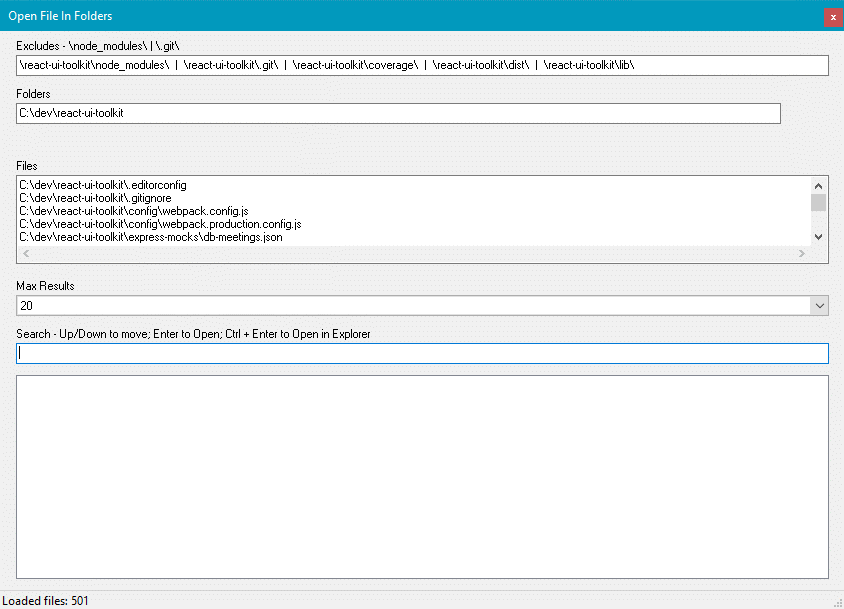 Open File In Folders
x
Excludes - \node_modules\ | \.git\
\react-ui-toolkit\node_modules\ | \react-ui-toolkit\.git\ | \react-ui-toolkit\coverage\ | \react-ui-toolkit\dist\ | \react-ui-toolkit\lib\
Folders
C:\dev\react-ui-toolkit
Files
C:\dev\react-ui-toolkit\.editorconfig
C:\dev\react-ui-toolkit\.gitignore
C:\dev\react-ui-toolkit\config\webpack.config.js
C:\dev\react-ui-toolkit\config\webpack.production.config.js
C:\dev\react-ui-toolkit\express-mocks\db-meetings.json
Max Results
20
Search - Up/Down to move; Enter to Open; Ctrl + Enter to Open in Explorer
Loaded files: 501